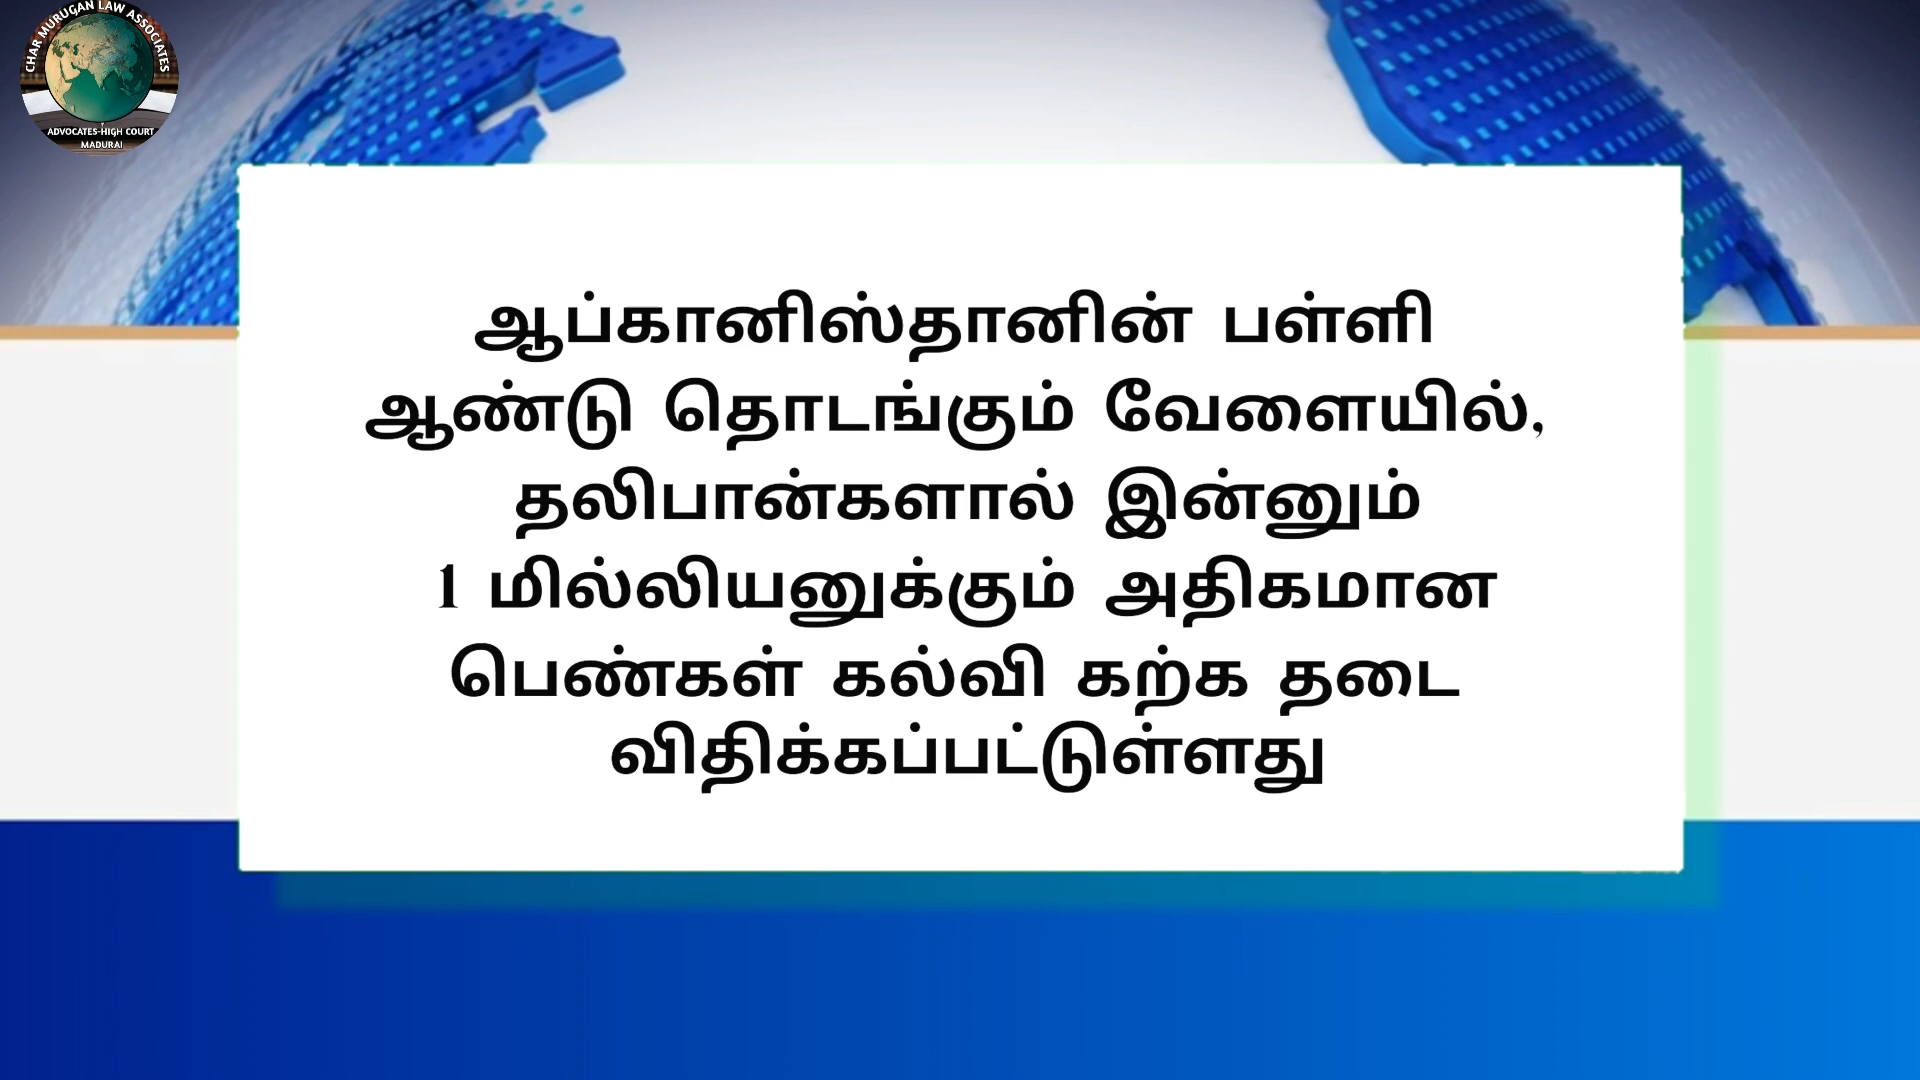 CHAR MURUGAN LAW ASSOCIATES
ADVOCATES-HIGH COURT
MADURAI
ஆப்கானிஸ்தானின் பள்ளி
ஆண்டு தொடங்கும் வேளையில்,
தலிபான்களால் இன்னும்
1 மில்லியனுக்கும் அதிகமான
பெண்கள் கல்வி கற்க தடை
விதிக்கப்பட்டுள்ளது